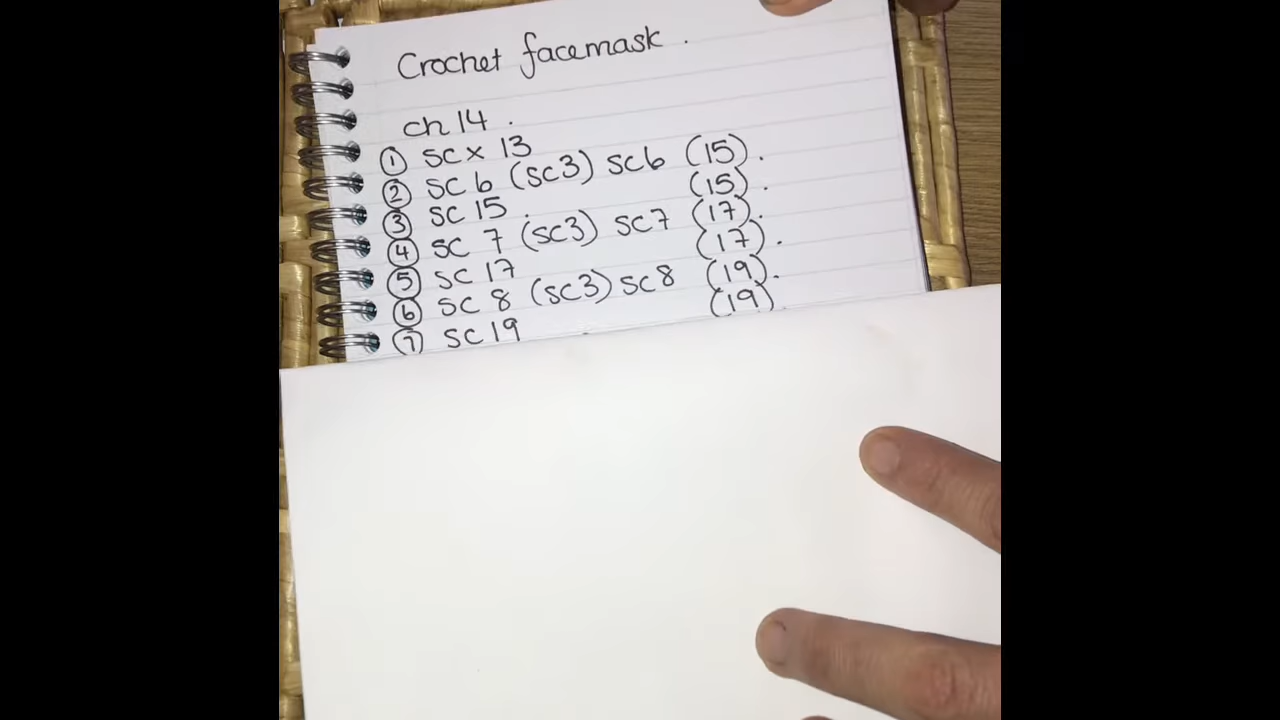 Crochet facemask.
ch 14.
① sc x 13
② sc 6 (sc3) sc6 (15).
③ sc 15. (15).
④ sc 7 (sc3) sc7 (17).
⑤ sc 17 (17).
⑥ sc 8 (sc3) sc8 (19).
⑦ sc 19 (19).